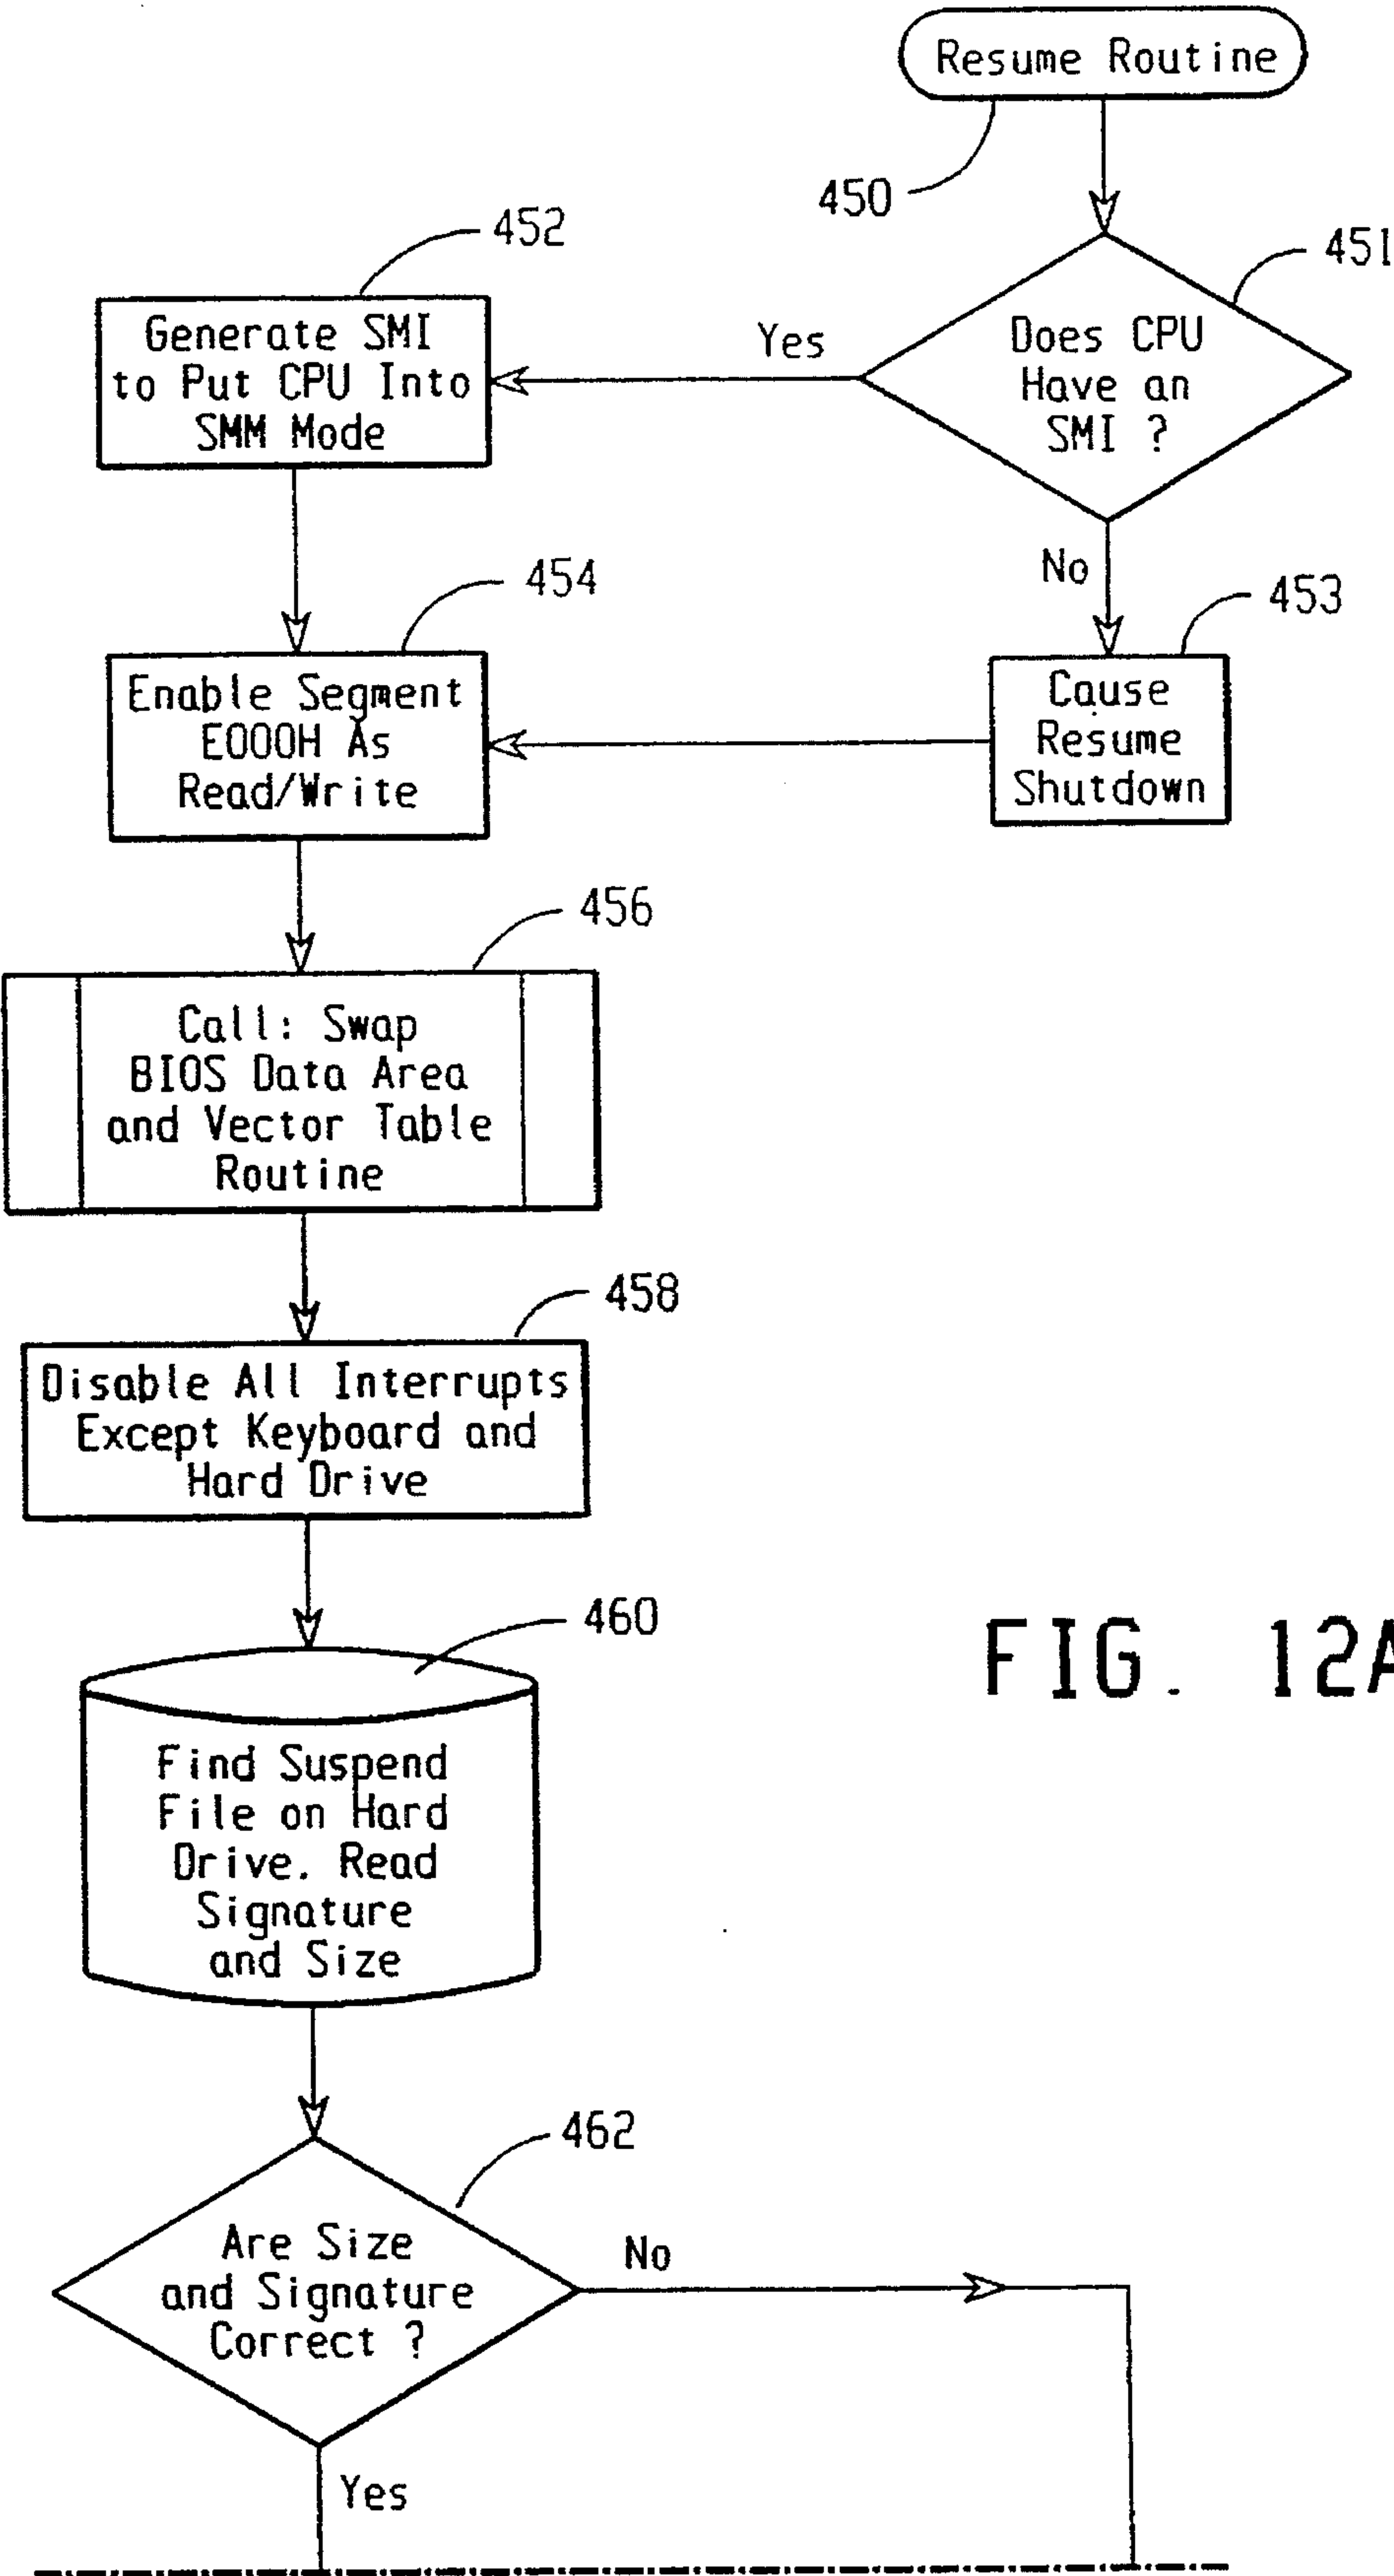 Resume Routine
450
451
452
Does CPU
Have an
SMI ?
Yes
Generate SMI
to Put CPU Into
SMM Mode
No
453
454
Cause
Resume
Shutdown
Enable Segment
E000H As
Read/Write
456
Call: Swap
BIOS Data Area
and Vector Table
Routine
458
Disable All Interrupts
Except Keyboard and
Hard Drive
460
Find Suspend
File on Hard
Drive. Read
Signature
and Size
FIG. 12A
462
Are Size
and Signature
Correct ?
No
Yes